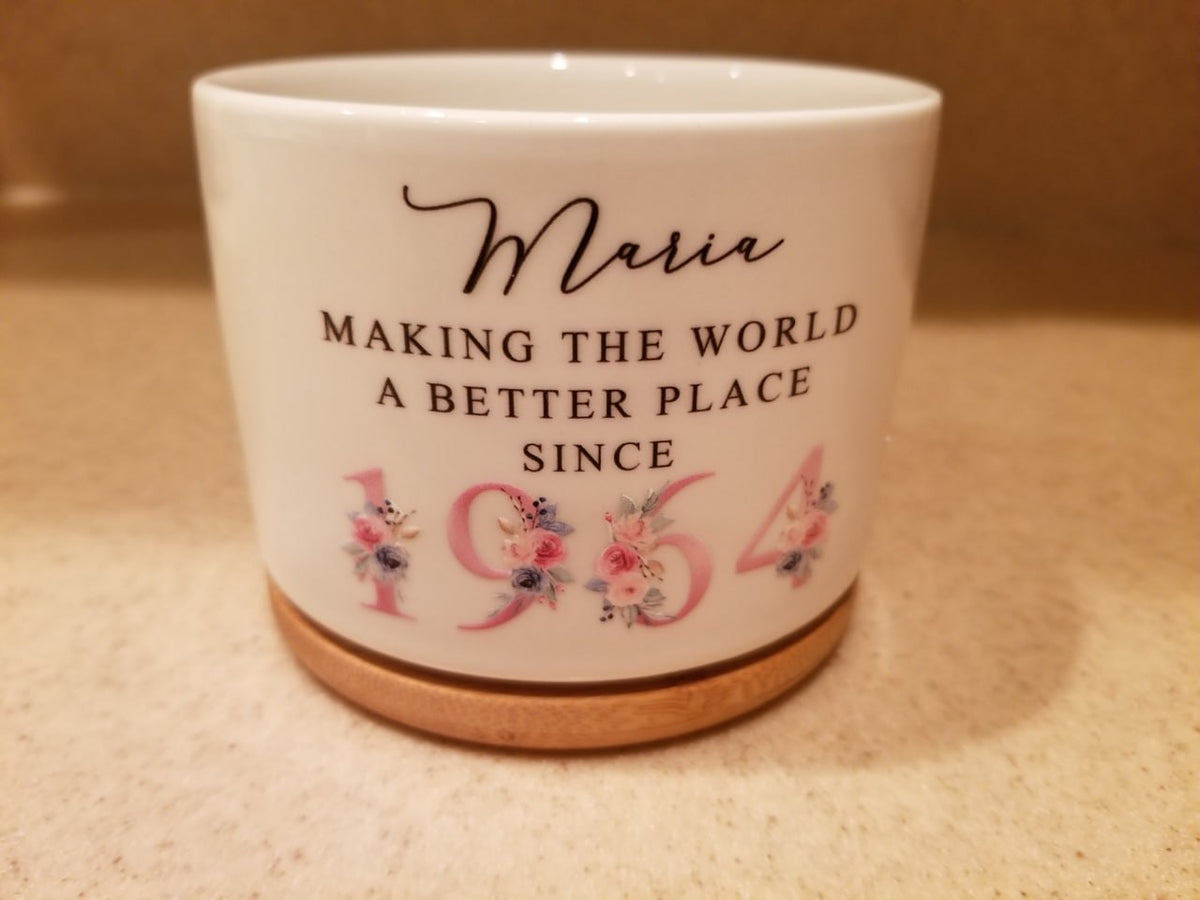 Maria
MAKING THE WORLD
A BETTER PLACE
SINCE
1964